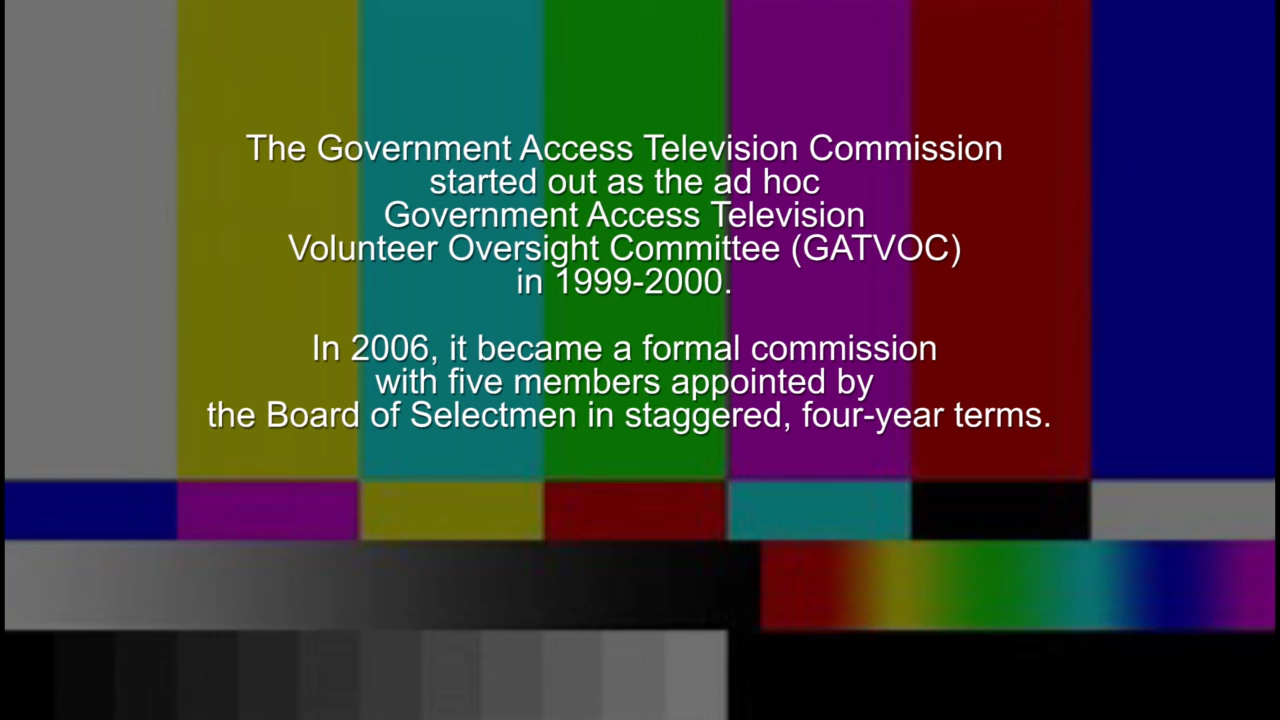 The Government Access Television Commission
started out as the ad hoc
Government Access Television
Volunteer Oversight Committee (GATVOC)
in 1999-2000.
In 2006, it became a formal commission
with five members appointed by
the Board of Selectmen in staggered, four-year terms.